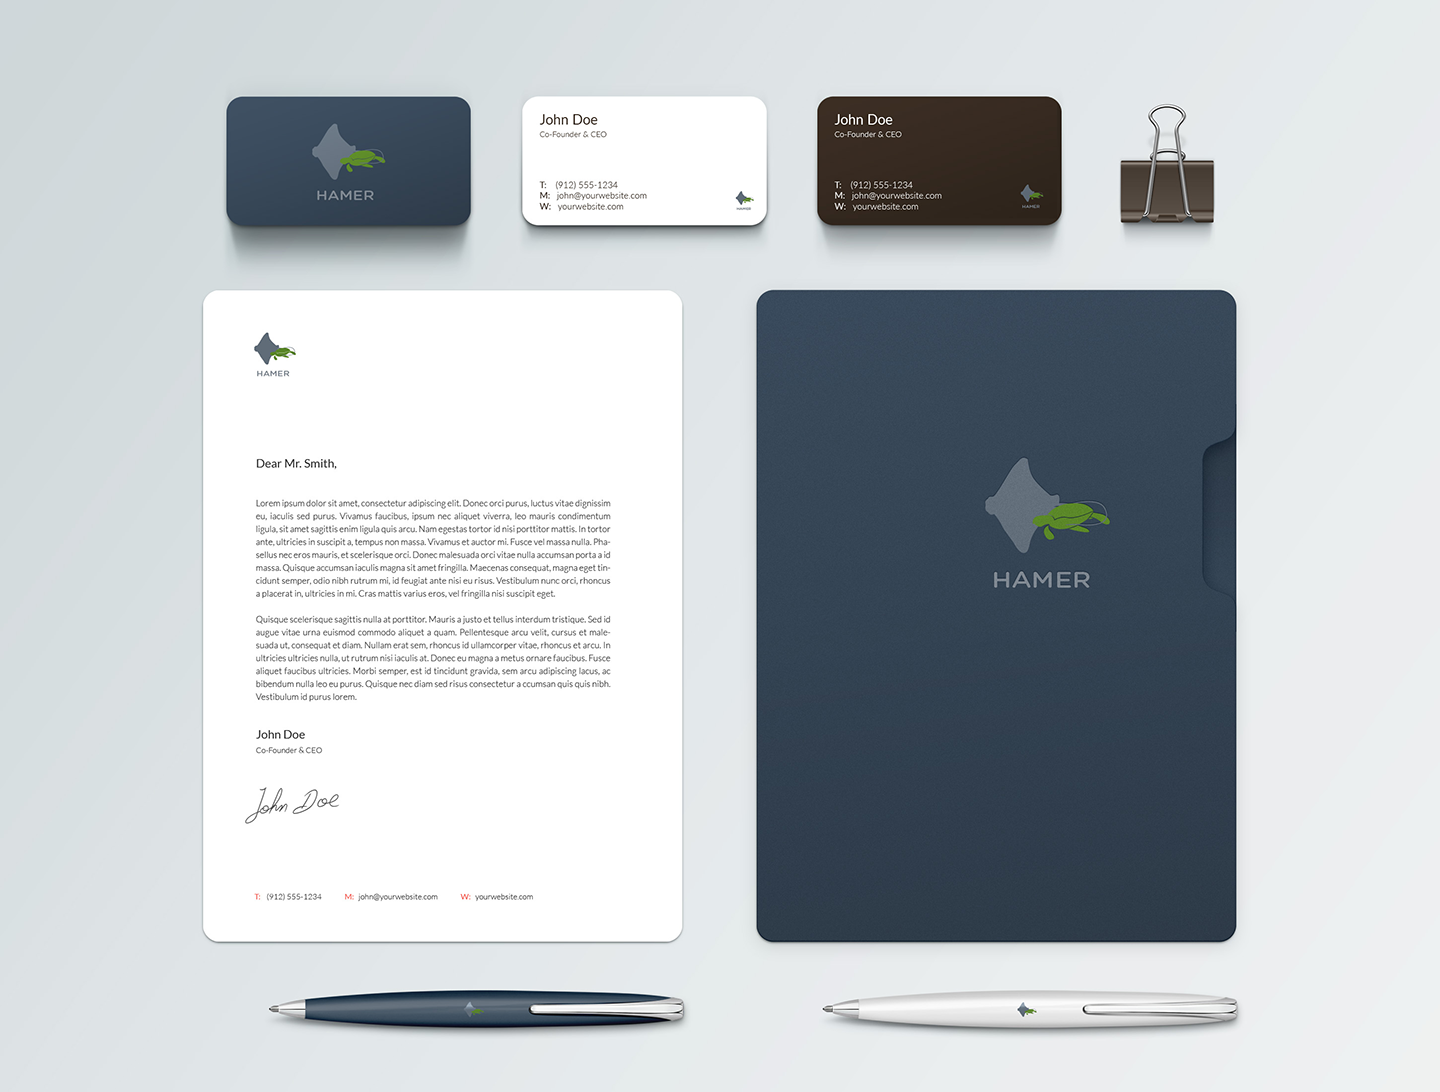 HAMER
John Doe
Co-Founder & CEO
T: (912) 555-1234
M: john@yourwebsite.com
W: yourwebsite.com
HAMER
John Doe
Co-Founder & CEO
T: (912) 555-1234
M: john@yourwebsite.com
W: yourwebsite.com
HAMER
HAMER
Dear Mr. Smith,
Lorem ipsum dolor sit amet, consectetur adipiscing elit. Donec orci purus, luctus vitae dignissim
eu, iaculis sed purus. Vivamus faucibus, ipsum nec aliquet viverra, leo mauris condimentum
ligula, sit amet sagittis enim ligula quis arcu. Nam egestas tortor id nisi porttitor mattis. In tortor
ante, ultricies in suscipit a, tempus non massa. Vivamus et auctor mi. Fusce vel massa nulla. Pha-
sellus nec eros mauris, et scelerisque orci. Donec malesuada orci vitae nulla accumsan porta a id
massa. Quisque accumsan iaculis magna sit amet fringilla. Maecenas consequat, magna eget tin-
cidunt semper, odio nibh rutrum mi, id feugiat ante nisi eu risus. Vestibulum nunc orci, rhoncus
a placerat in, ultricies in mi. Cras mattis varius eros, vel fringilla nisi suscipit eget.
Quisque scelerisque sagittis nulla at porttitor. Mauris a justo et tellus interdum tristique. Sed id
augue vitae urna euismod commodo aliquet a quam. Pellentesque arcu velit, cursus et male-
suada ut, consequat et diam. Nullam erat sem, rhoncus id ullamcorper vitae, rhoncus et arcu. In
ultricies ultricies nulla, ut rutrum nisi iaculis at. Donec eu magna a metus ornare faucibus. Fusce
aliquet faucibus ultricies. Morbi semper, est id tincidunt gravida, sem arcu adipiscing lacus, ac
bibendum nulla leo eu purus. Quisque nec diam sed risus consectetur a ccumsan quis quis nibh.
Vestibulum id purus lorem.
John Doe
Co-Founder & CEO
John Doe
T: (912) 555-1234 M: john@yourwebsite.com W: yourwebsite.com
HAMER